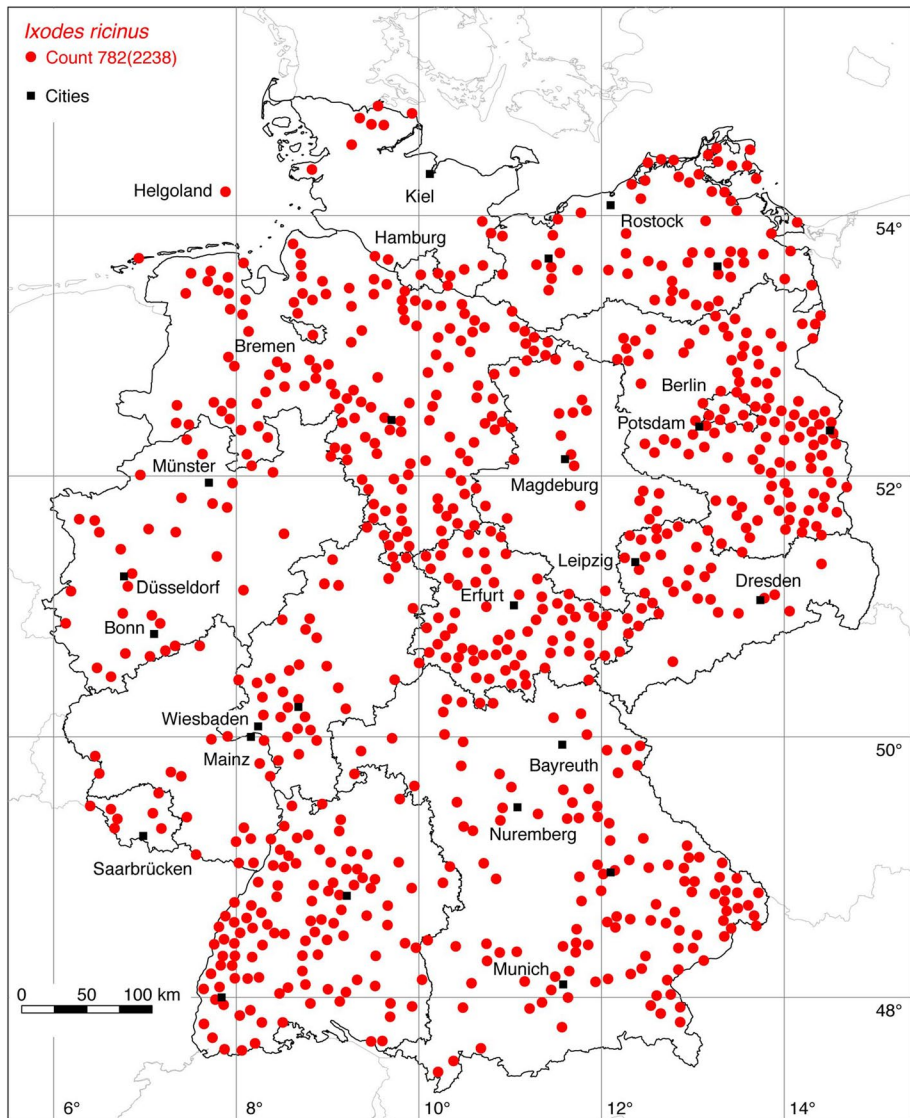 Ixodes ricinus
Count 782(2238)
Cities
Helgoland
Kiel
Rostock
54°
Hamburg
Bremen
Berlin
Potsdam
Münster
Magdeburg
52°
Düsseldorf
Leipzig
Dresden
Erfurt
Bonn
Wiesbaden
Mainz
50°
Bayreuth
Nuremberg
Saarbrücken
Munich
0 50 100 km
48°
6° 8° 10° 12° 14°